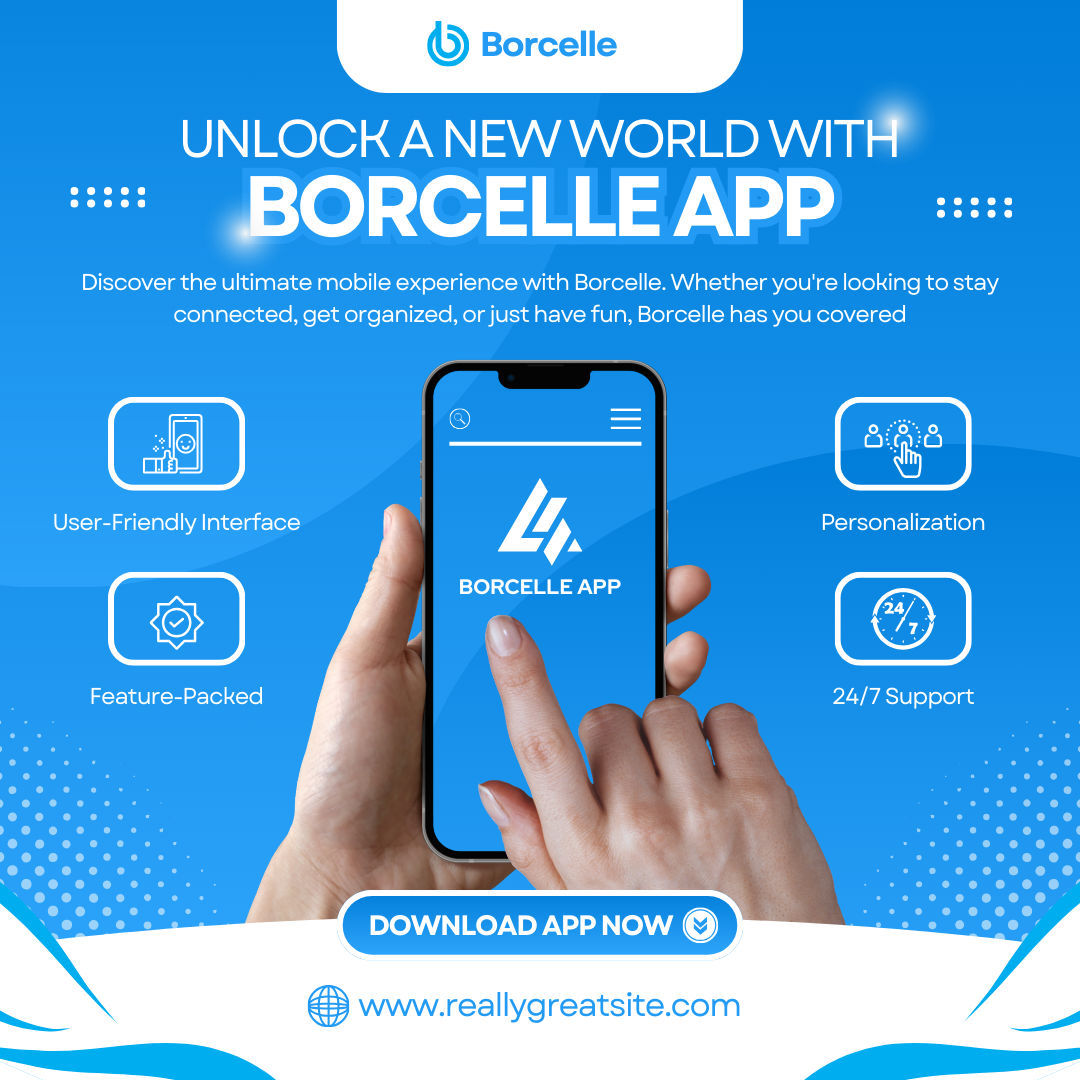 Borcelle
UNLOCK A NEW WORLD WITH
BORCELLE APP
Discover the ultimate mobile experience with Borcelle. Whether you're looking to stay
connected, get organized, or just have fun, Borcelle has you covered
User-Friendly Interface
Feature-Packed
BORCELLE APP
Personalization
24
7
24/7 Support
DOWNLOAD APP NOW
www.reallygreatsite.com